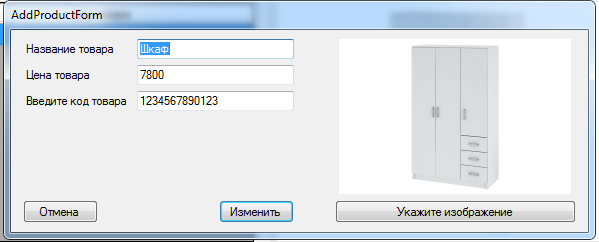 AddProductForm
Название товара Шкаф
Цена товара 7800
Введите код товара 1234567890123
Отмена Изменить Укажите изображение